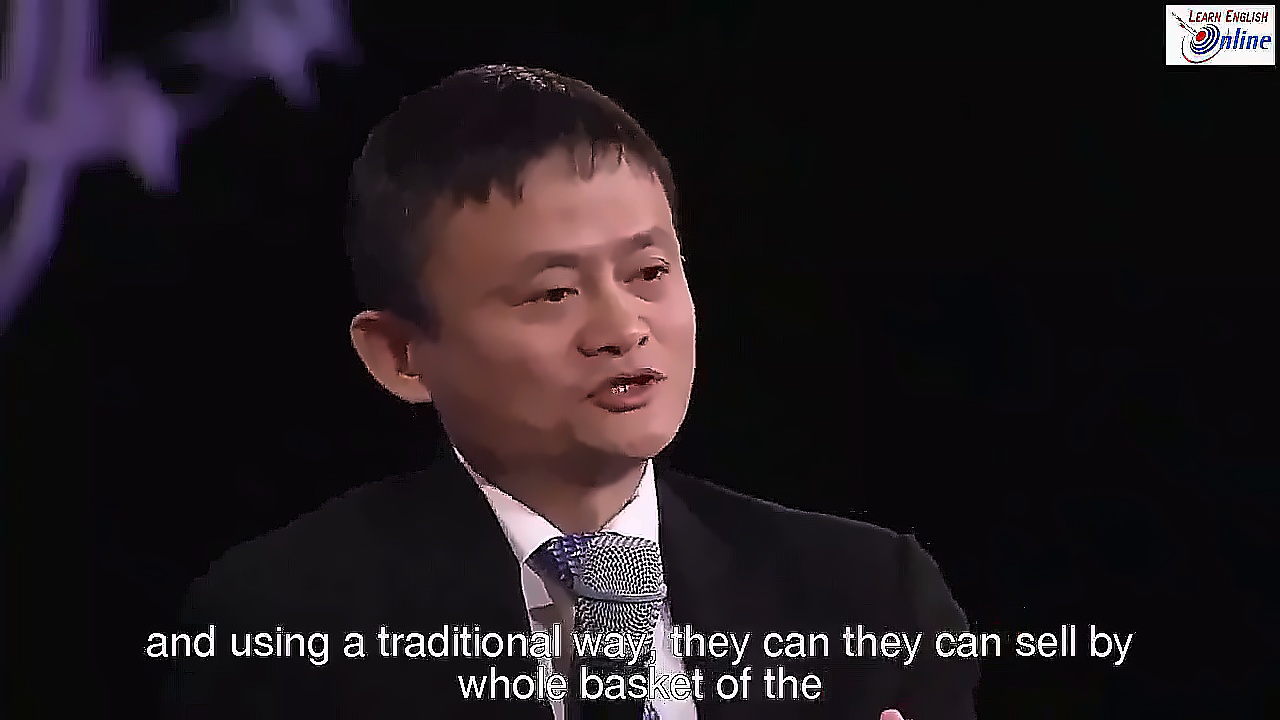 LEARN ENGLISH
Online
and using a traditional way, they can they can sell by
whole basket of the